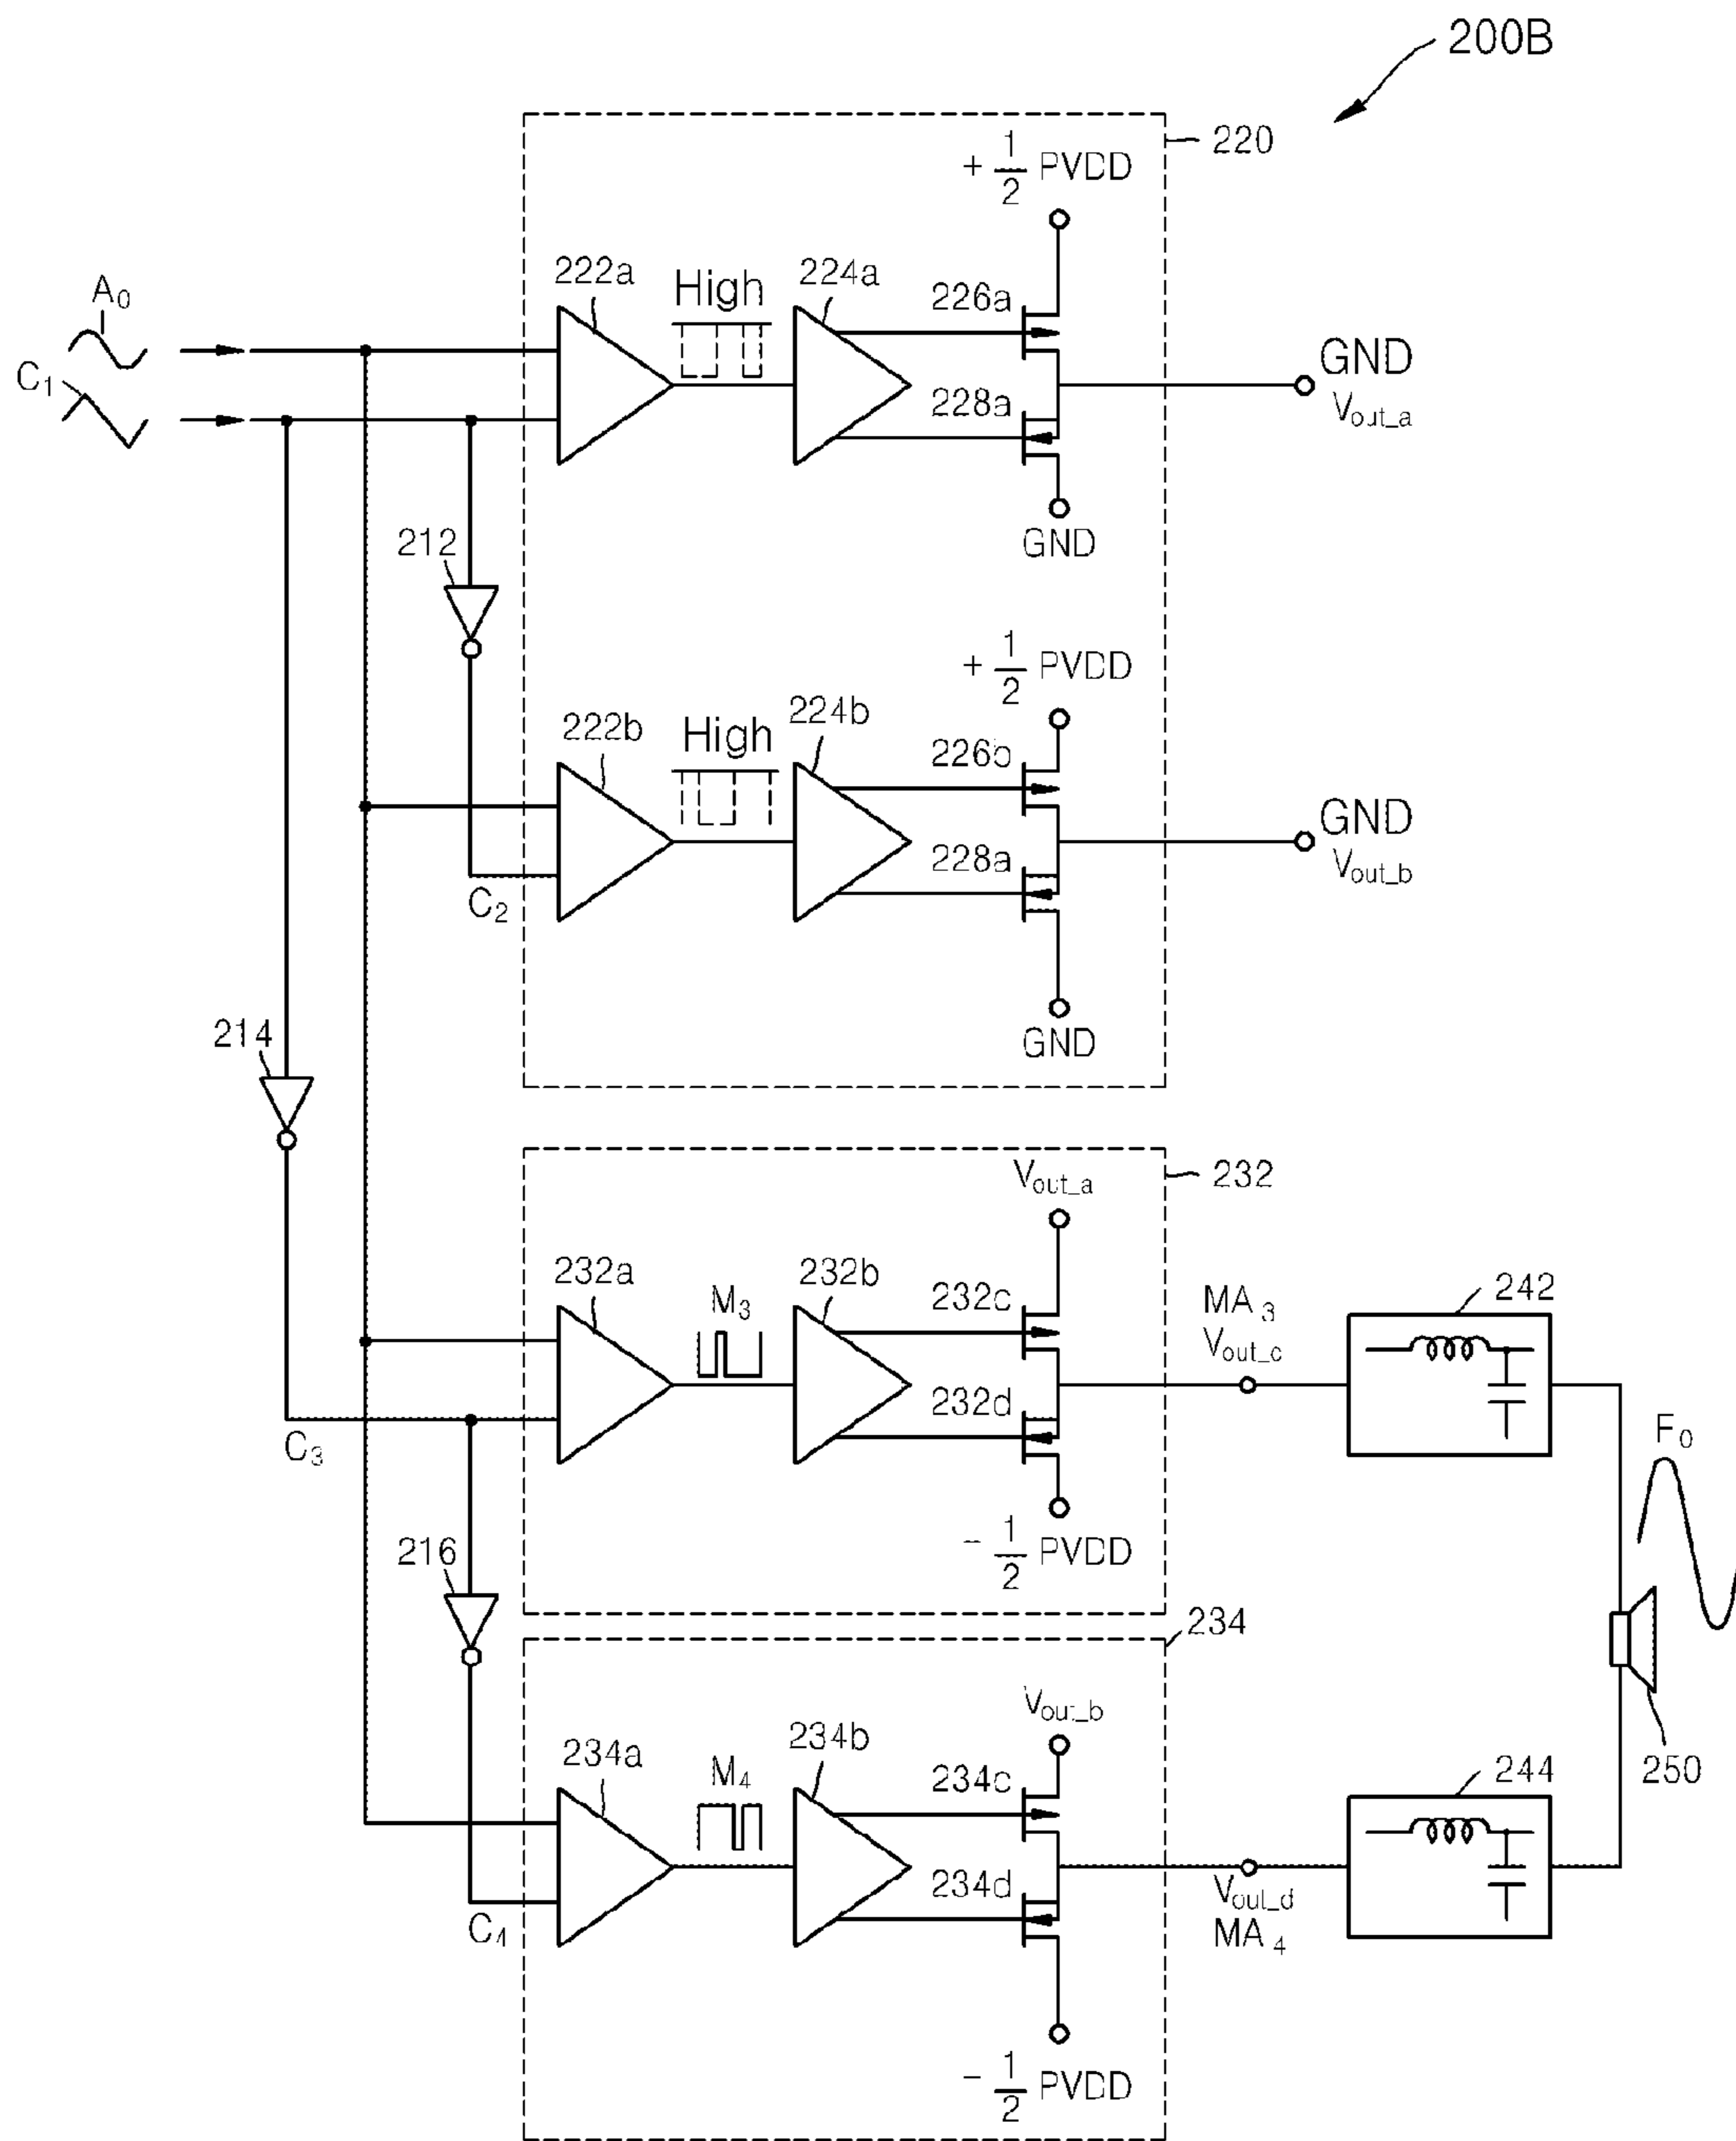 200B
220
+ 1/2 PVDD
A0
C1
222a
High
224a
226a
228a
GND
Vout_a
GND
212
+ 1/2 PVDD
222b
High
224b
226b
228a
GND
Vout_b
C2
GND
214
232
Vout_a
232a
M3
232b
232c
232d
MA3
Vout_c
242
C3
- 1/2 PVDD
F0
216
234
Vout_b
234a
M4
234b
234c
234d
250
244
C4
Vout_d
MA4
- 1/2 PVDD